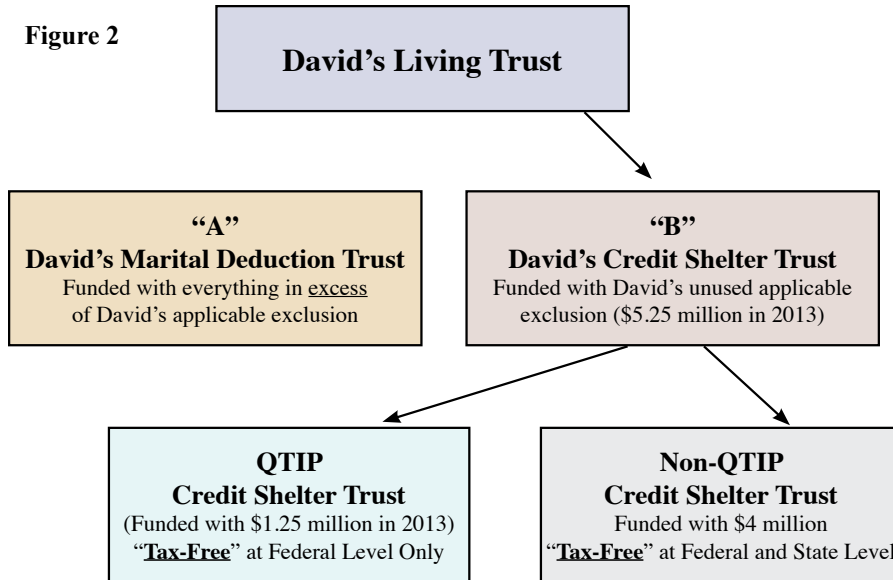 Figure 2
David’s Living Trust
“A”
David’s Marital Deduction Trust
Funded with everything in excess
of David’s applicable exclusion
“B”
David’s Credit Shelter Trust
Funded with David’s unused applicable
exclusion ($5.25 million in 2013)
QTIP
Credit Shelter Trust
(Funded with $1.25 million in 2013)
“Tax-Free” at Federal Level Only
Non-QTIP
Credit Shelter Trust
Funded with $4 million
“Tax-Free” at Federal and State Level